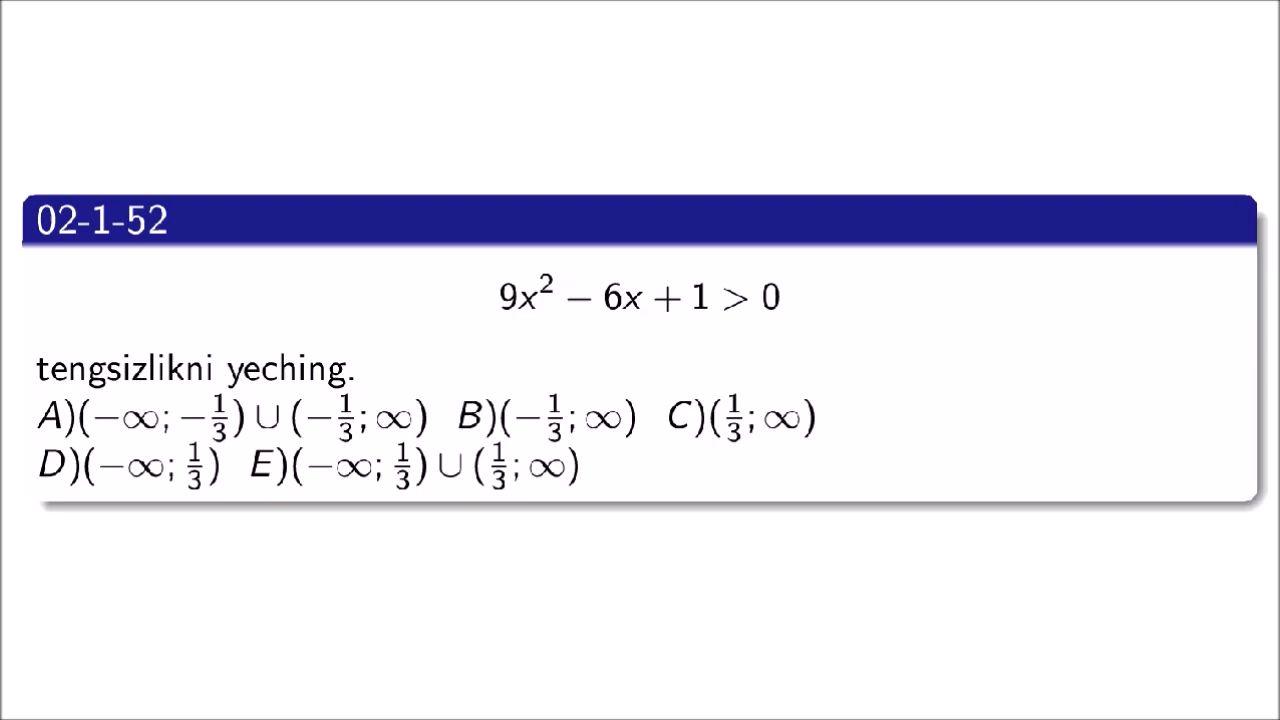 02-1-52
9x² − 6x + 1 > 0
tengsizlikni yeching.
A)(−∞; −1/3) ∪ (−1/3; ∞) B)(−1/3; ∞) C)(1/3; ∞)
D)(−∞; 1/3) E)(−∞; 1/3) ∪ (1/3; ∞)